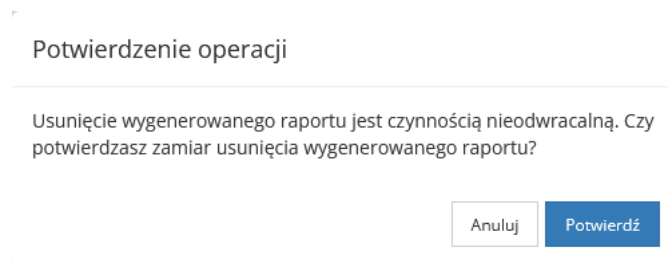 Potwierdzenie operacji
Usunięcie wygenerowanego raportu jest czynnością nieodwracalną. Czy
potwierdzasz zamiar usunięcia wygenerowanego raportu?
Anuluj
Potwierdź